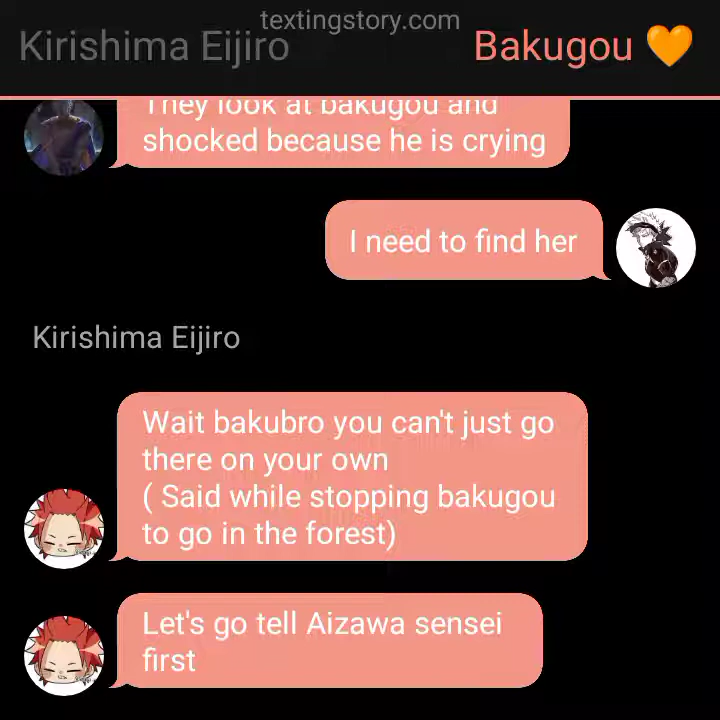 textingstory.com
Kirishima Eijiro
Bakugou 🧡
They look at bakugou and
shocked because he is crying
I need to find her
Kirishima Eijiro
Wait bakubro you can't just go
there on your own
( Said while stopping bakugou
to go in the forest)
Let's go tell Aizawa sensei
first